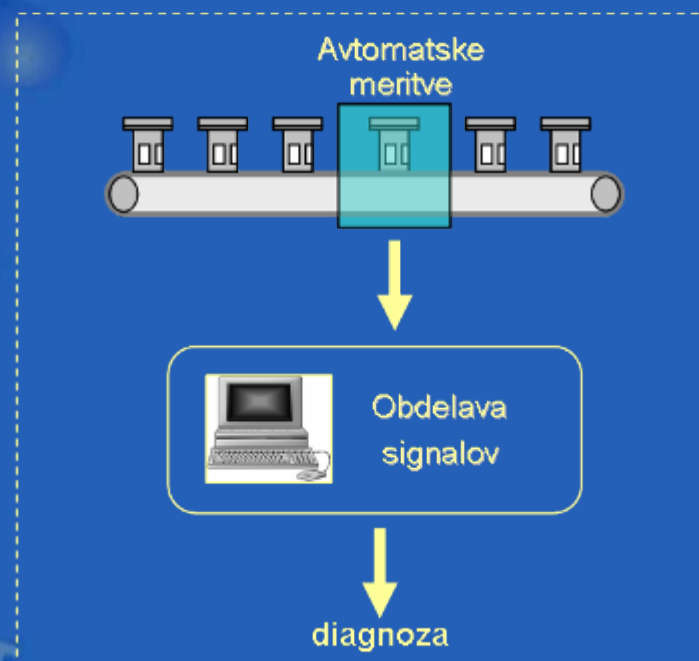 Avtomatske
meritve
Obdelava
signalov
diagnoza